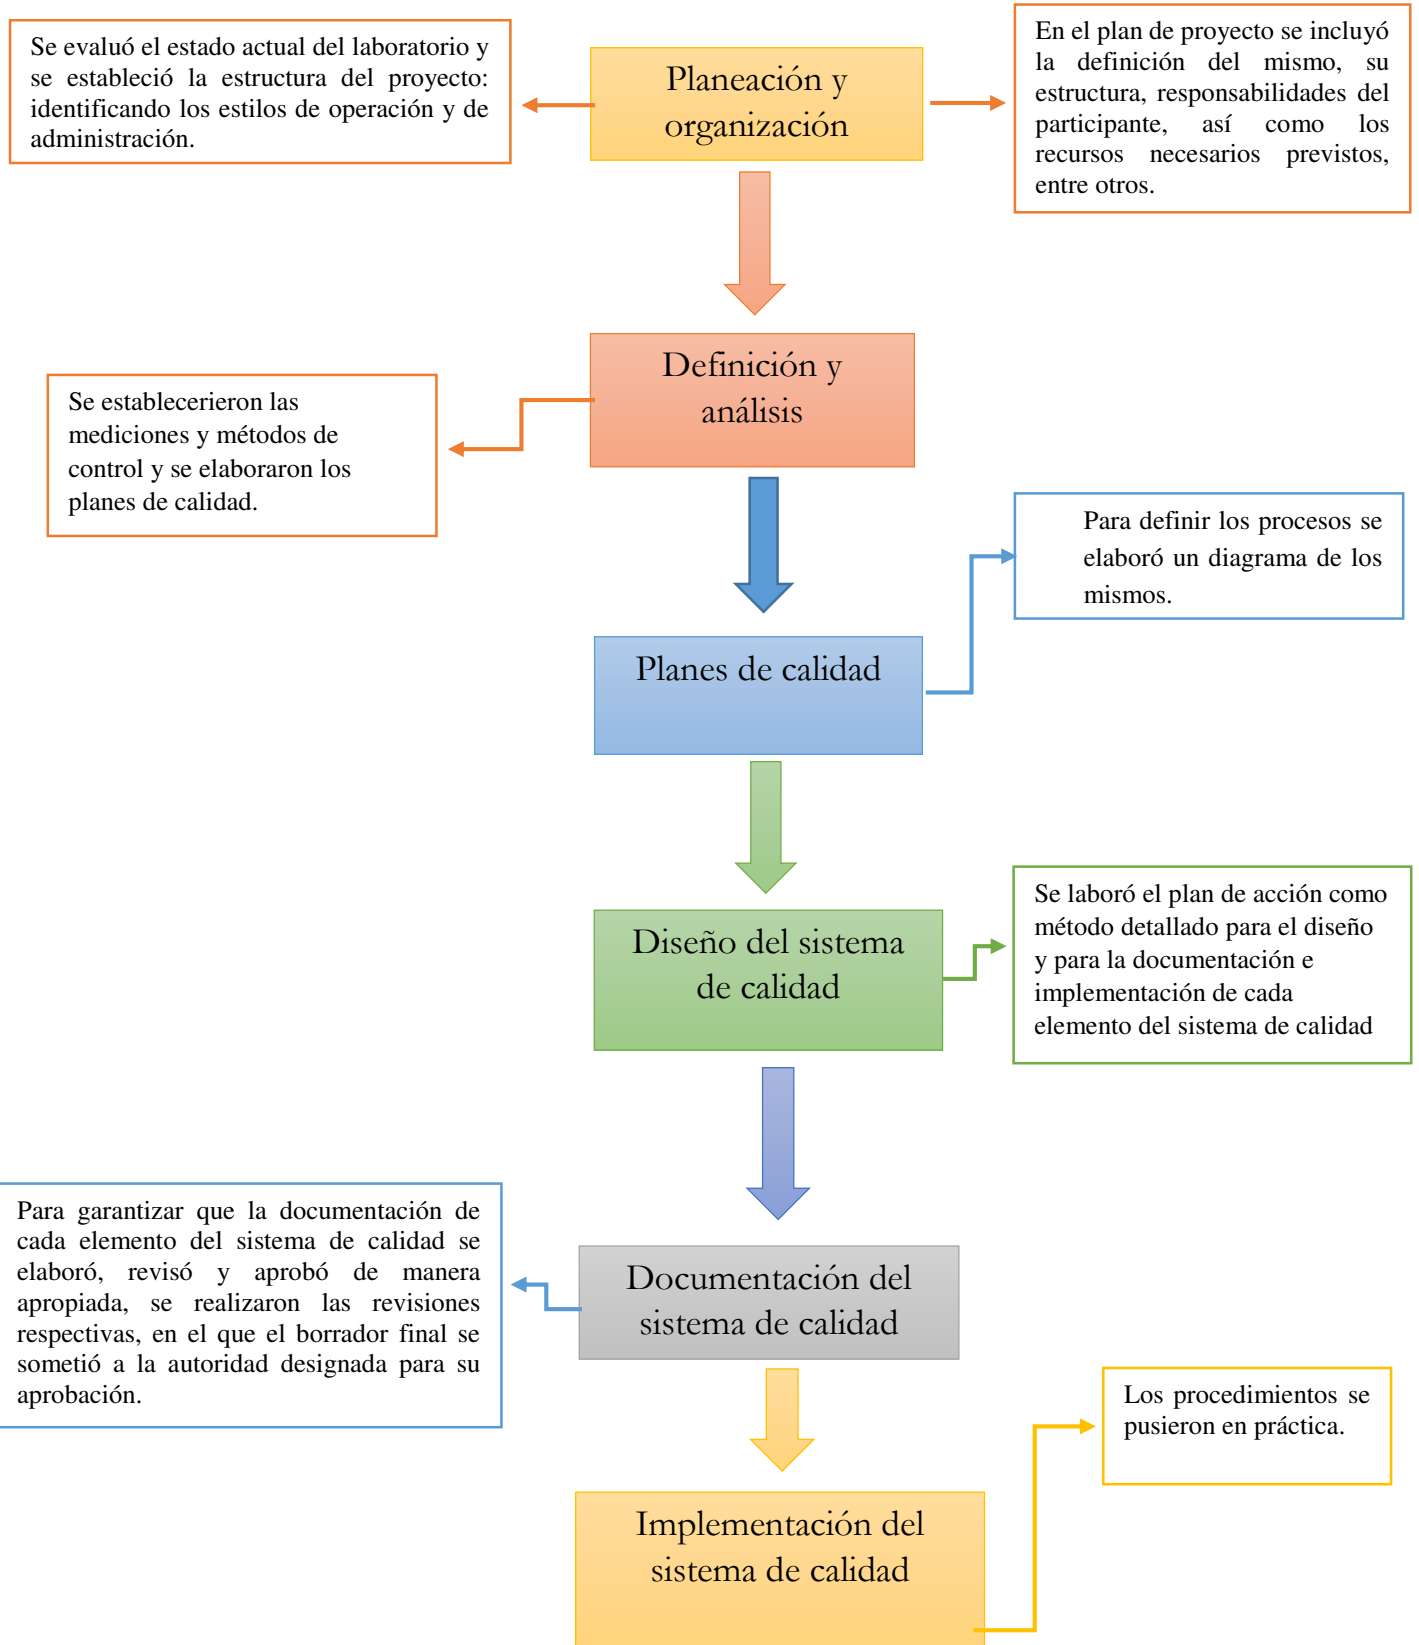 Se evaluó el estado actual del laboratorio y
se estableció la estructura del proyecto:
identificando los estilos de operación y de
administración.
Planeación y
organización
En el plan de proyecto se incluyó
la definición del mismo, su
estructura, responsabilidades del
participante, así como los
recursos necesarios previstos,
entre otros.
Definición y
análisis
Se establecerieron las
mediciones y métodos de
control y se elaboraron los
planes de calidad.
Para definir los procesos se
elaboró un diagrama de los
mismos.
Planes de calidad
Se laboró el plan de acción como
método detallado para el diseño
y para la documentación e
implementación de cada
elemento del sistema de calidad
Diseño del sistema
de calidad
Para garantizar que la documentación de
cada elemento del sistema de calidad se
elaboró, revisó y aprobó de manera
apropiada, se realizaron las revisiones
respectivas, en el que el borrador final se
sometió a la autoridad designada para su
aprobación.
Documentación del
sistema de calidad
Los procedimientos se
pusieron en práctica.
Implementación del
sistema de calidad